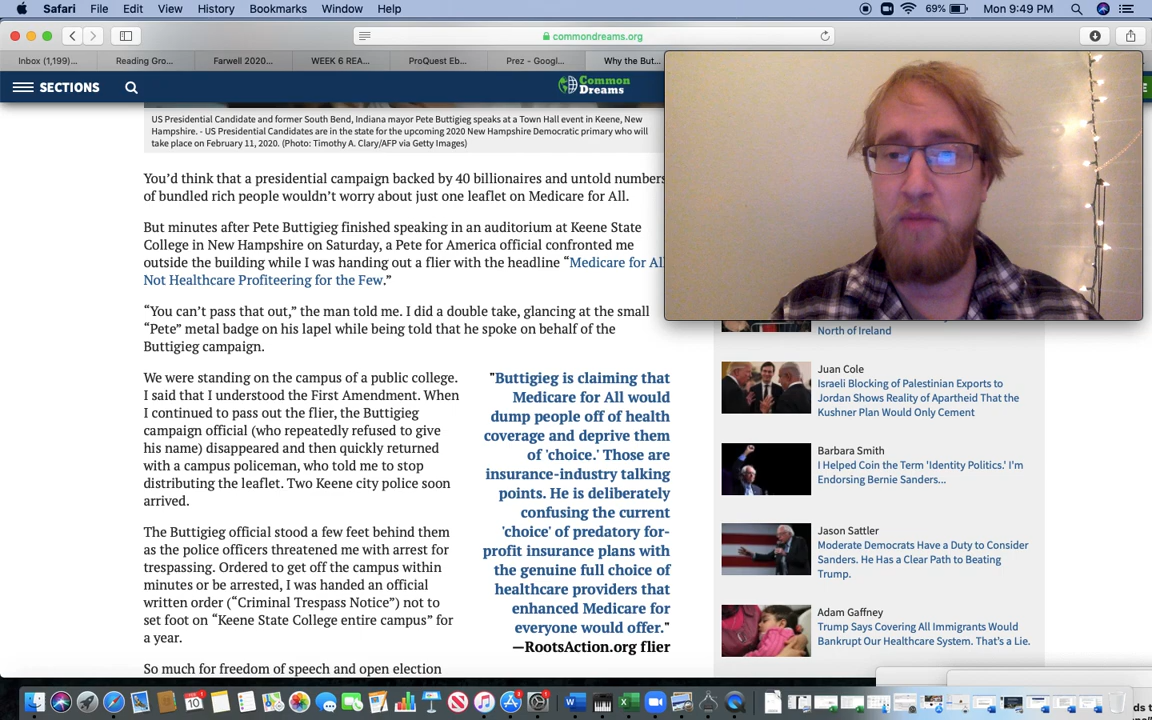 Safari File Edit View History Bookmarks Window Help 69% Mon 9:49 PM
commondreams.org
Inbox (1,199)... Reading Gro... Farwell 2020... WEEK 6 REA... ProQuest Eb... Prez - Googl... Why the But...
SECTIONS Common Dreams
US Presidential Candidate and former South Bend, Indiana mayor Pete Buttigieg speaks at a Town Hall event in Keene, New
Hampshire. - US Presidential Candidates are in the state for the upcoming 2020 New Hampshire Democratic primary who will
take place on February 11, 2020. (Photo: Timothy A. Clary/AFP via Getty Images)
You'd think that a presidential campaign backed by 40 billionaires and untold numbers
of bundled rich people wouldn't worry about just one leaflet on Medicare for All.
But minutes after Pete Buttigieg finished speaking in an auditorium at Keene State
College in New Hampshire on Saturday, a Pete for America official confronted me
outside the building while I was handing out a flier with the headline “Medicare for Al
Not Healthcare Profiteering for the Few.”
“You can't pass that out,” the man told me. I did a double take, glancing at the small
“Pete” metal badge on his lapel while being told that he spoke on behalf of the
Buttigieg campaign.
We were standing on the campus of a public college.
I said that I understood the First Amendment. When
I continued to pass out the flier, the Buttigieg
campaign official (who repeatedly refused to give
his name) disappeared and then quickly returned
with a campus policeman, who told me to stop
distributing the leaflet. Two Keene city police soon
arrived.
The Buttigieg official stood a few feet behind them
as the police officers threatened me with arrest for
trespassing. Ordered to get off the campus within
minutes or be arrested, I was handed an official
written order (“Criminal Trespass Notice”) not to
set foot on “Keene State College entire campus” for
a year.
So much for freedom of speech and open election
"Buttigieg is claiming that
Medicare for All would
dump people off of health
coverage and deprive them
of 'choice.' Those are
insurance-industry talking
points. He is deliberately
confusing the current
'choice' of predatory for-
profit insurance plans with
the genuine full choice of
healthcare providers that
enhanced Medicare for
everyone would offer."
—RootsAction.org flier
North of Ireland
Juan Cole
Israeli Blocking of Palestinian Exports to
Jordan Shows Reality of Apartheid That the
Kushner Plan Would Only Cement
Barbara Smith
I Helped Coin the Term 'Identity Politics.' I'm
Endorsing Bernie Sanders...
Jason Sattler
Moderate Democrats Have a Duty to Consider
Sanders. He Has a Clear Path to Beating
Trump.
Adam Gaffney
Trump Says Covering All Immigrants Would
Bankrupt Our Healthcare System. That's a Lie.